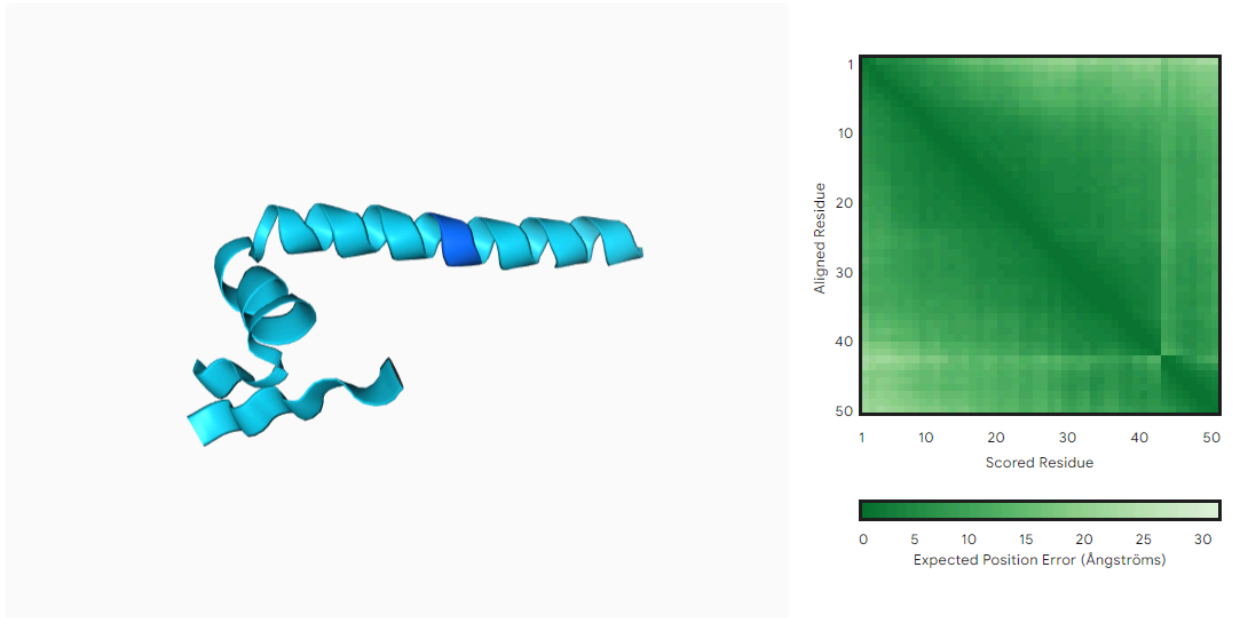 1
10
20
30
40
50
Aligned Residue
1 10 20 30 40 50
Scored Residue
0 5 10 15 20 25 30
Expected Position Error (Ångströms)